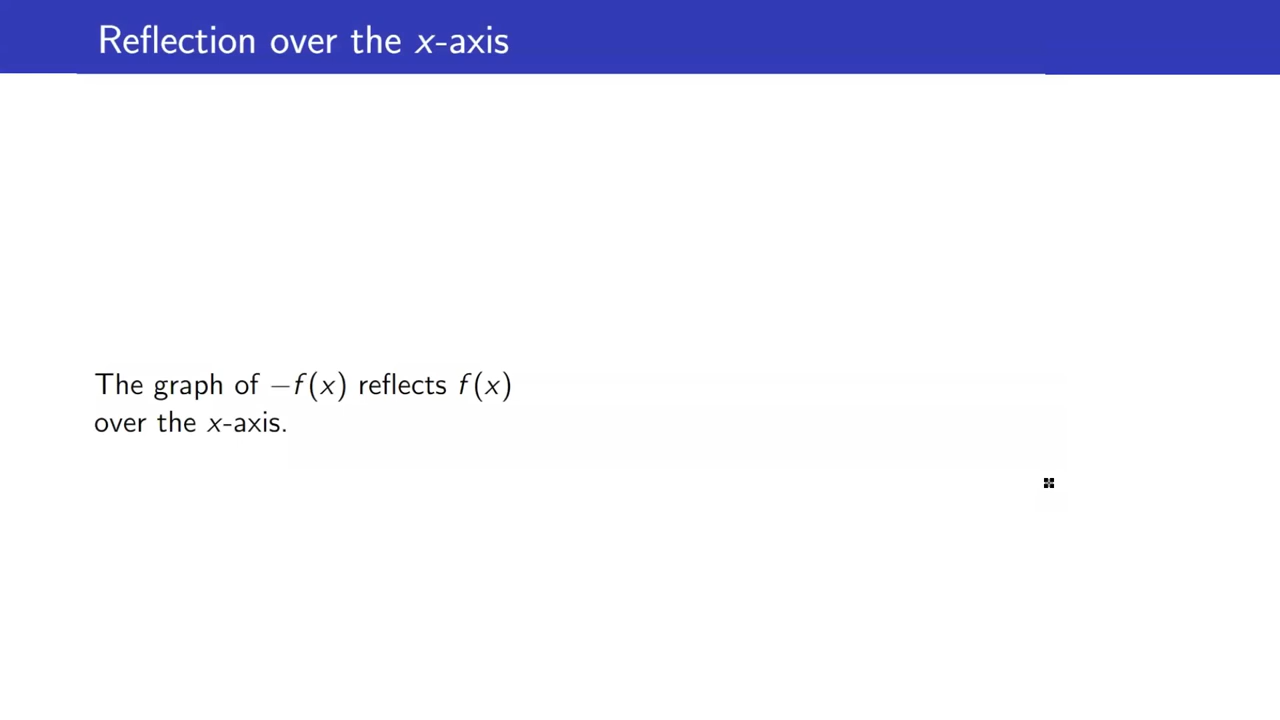 Reflection over the x-axis
The graph of −f(x) reflects f(x)
over the x-axis.